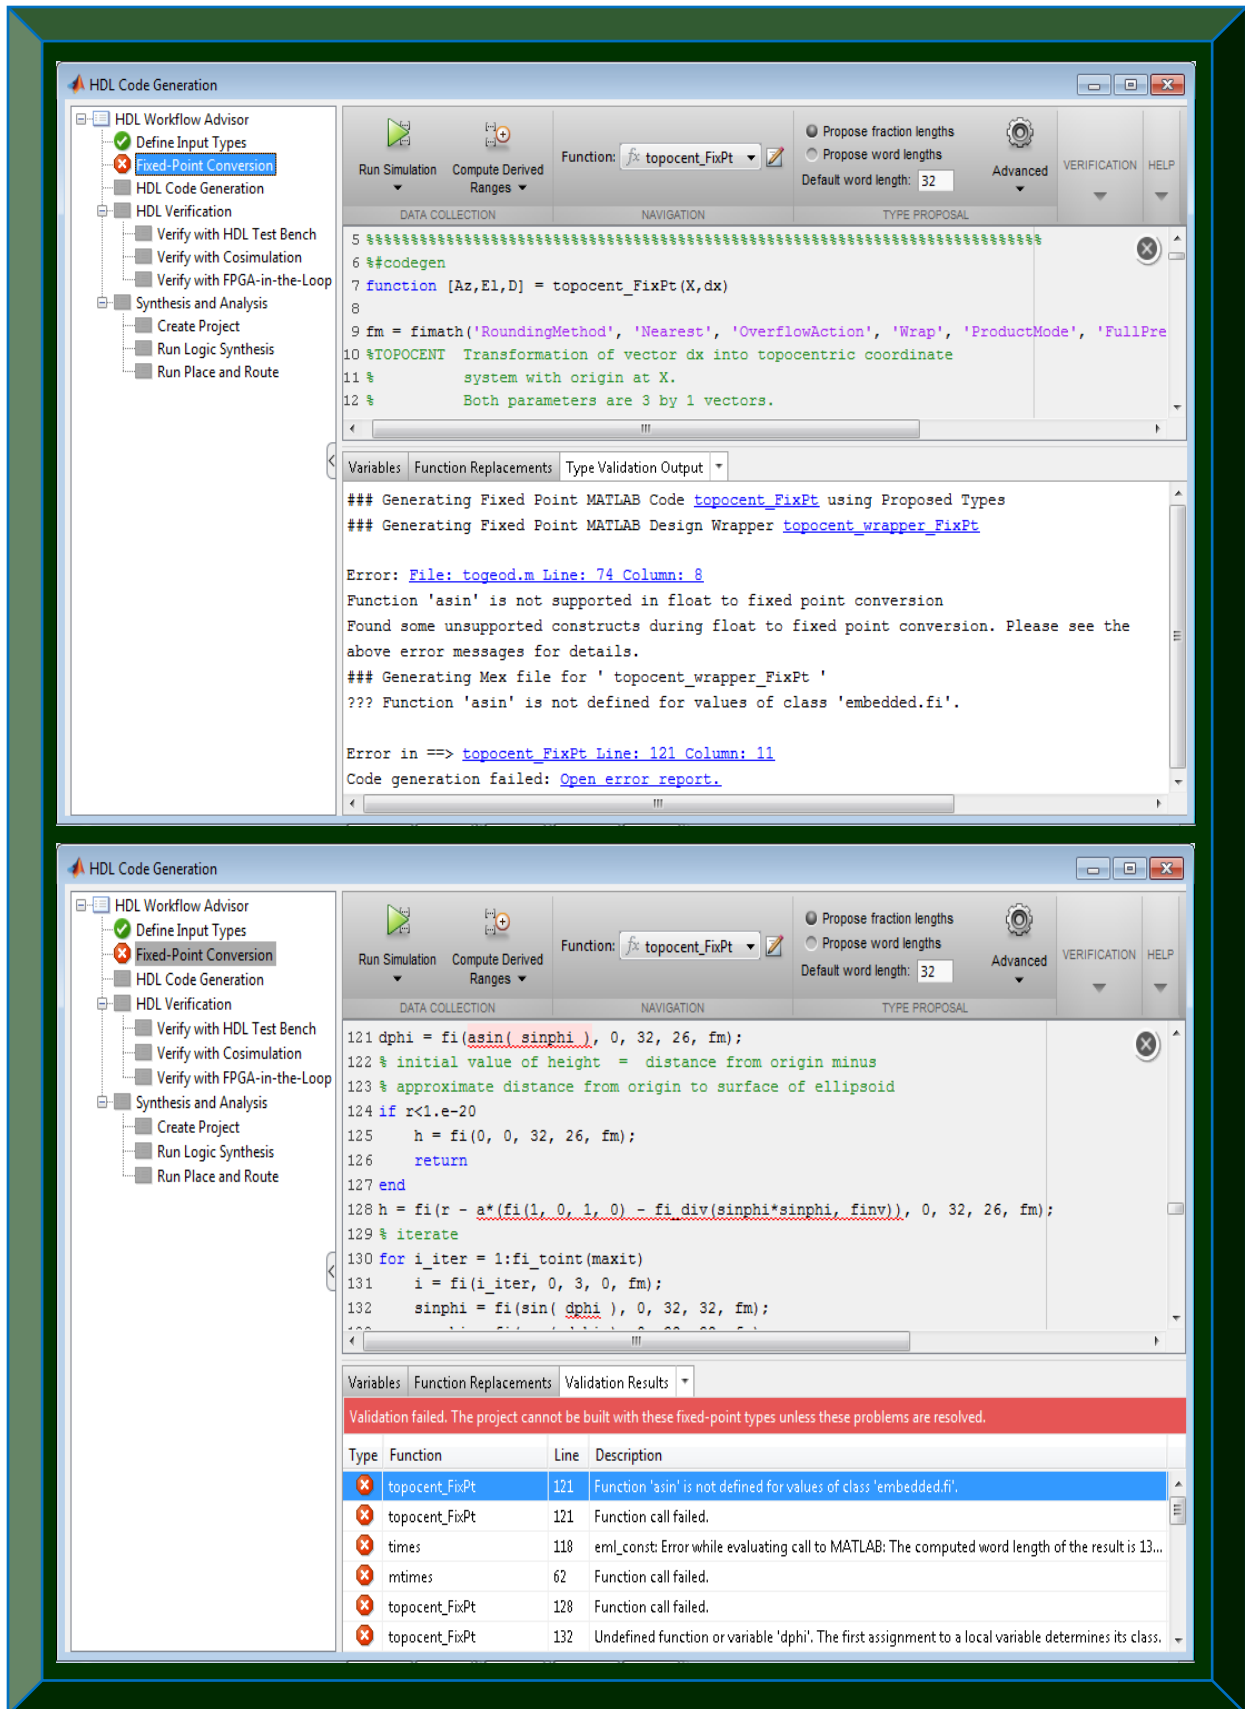 HDL Code Generation
HDL Workflow Advisor
Define Input Types
Fixed-Point Conversion
HDL Code Generation
HDL Verification
Verify with HDL Test Bench
Verify with Cosimulation
Verify with FPGA-in-the-Loop
Synthesis and Analysis
Create Project
Run Logic Synthesis
Run Place and Route
Run Simulation
Compute Derived Ranges
DATA COLLECTION
Function: fx topocent_FixPt
NAVIGATION
Propose fraction lengths
Propose word lengths
Default word length: 32
Advanced
TYPE PROPOSAL
VERIFICATION
HELP
5 %%%%%%%%%%%%%%%%%%%%%%%%%%%%%%%%%%%%%%%%%%%%%%%%%%%%%%%%%%%%%%%%%%%%%%%%%%%%%
6 %#codegen
7 function [Az,El,D] = topocent_FixPt(X,dx)
8
9 fm = fimath('RoundingMethod', 'Nearest', 'OverflowAction', 'Wrap', 'ProductMode', 'FullPre
10 %TOPOCENT  Transformation of vector dx into topocentric coordinate
11 %          system with origin at X.
12 %          Both parameters are 3 by 1 vectors.
Variables Function Replacements Type Validation Output
### Generating Fixed Point MATLAB Code topocent_FixPt using Proposed Types
### Generating Fixed Point MATLAB Design Wrapper topocent_wrapper_FixPt
Error: File: togeod.m Line: 74 Column: 8
Function 'asin' is not supported in float to fixed point conversion
Found some unsupported constructs during float to fixed point conversion. Please see the
above error messages for details.
### Generating Mex file for ' topocent_wrapper_FixPt '
??? Function 'asin' is not defined for values of class 'embedded.fi'.
Error in ==> topocent_FixPt Line: 121 Column: 11
Code generation failed: Open error report.
HDL Code Generation
HDL Workflow Advisor
Define Input Types
Fixed-Point Conversion
HDL Code Generation
HDL Verification
Verify with HDL Test Bench
Verify with Cosimulation
Verify with FPGA-in-the-Loop
Synthesis and Analysis
Create Project
Run Logic Synthesis
Run Place and Route
Run Simulation
Compute Derived Ranges
DATA COLLECTION
Function: fx topocent_FixPt
NAVIGATION
Propose fraction lengths
Propose word lengths
Default word length: 32
Advanced
TYPE PROPOSAL
VERIFICATION
HELP
121 dphi = fi(asin( sinphi ), 0, 32, 26, fm);
122 % initial value of height  =  distance from origin minus
123 % approximate distance from origin to surface of ellipsoid
124 if r<1.e-20
125     h = fi(0, 0, 32, 26, fm);
126     return
127 end
128 h = fi(r - a*(fi(1, 0, 1, 0) - fi_div(sinphi*sinphi, finv)), 0, 32, 26, fm);
129 % iterate
130 for i_iter = 1:fi_toint(maxit)
131     i = fi(i_iter, 0, 3, 0, fm);
132     sinphi = fi(sin( dphi ), 0, 32, 32, fm);
Variables Function Replacements Validation Results
Validation failed. The project cannot be built with these fixed-point types unless these problems are resolved.
Type Function Line Description
topocent_FixPt 121 Function 'asin' is not defined for values of class 'embedded.fi'.
topocent_FixPt 121 Function call failed.
times 118 eml_const: Error while evaluating call to MATLAB: The computed word length of the result is 13...
mtimes 62 Function call failed.
topocent_FixPt 128 Function call failed.
topocent_FixPt 132 Undefined function or variable 'dphi'. The first assignment to a local variable determines its class.